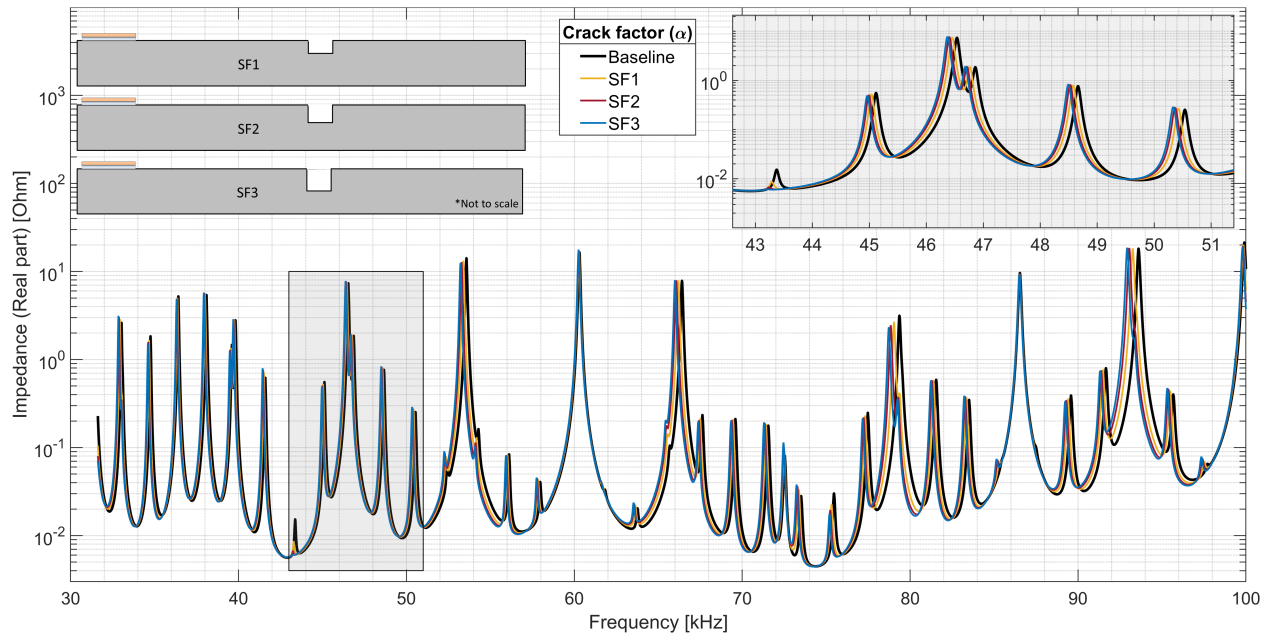 SF1
SF2
SF3
*Not to scale
Crack factor (α)
Baseline
SF1
SF2
SF3
10⁰
10⁻²
43 44 45 46 47 48 49 50 51
10³
10²
10¹
10⁰
10⁻¹
10⁻²
Impedance (Real part) [Ohm]
30 40 50 60 70 80 90 100
Frequency [kHz]